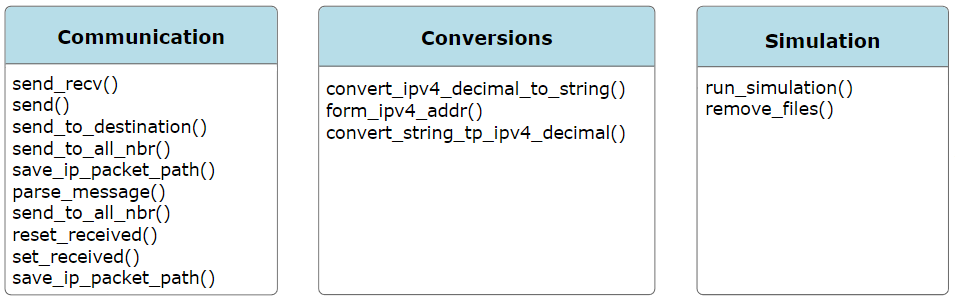 Communication
send_recv()
send()
send_to_destination()
send_to_all_nbr()
save_ip_packet_path()
parse_message()
send_to_all_nbr()
reset_received()
set_received()
save_ip_packet_path()
Conversions
convert_ipv4_decimal_to_string()
form_ipv4_addr()
convert_string_tp_ipv4_decimal()
Simulation
run_simulation()
remove_files()